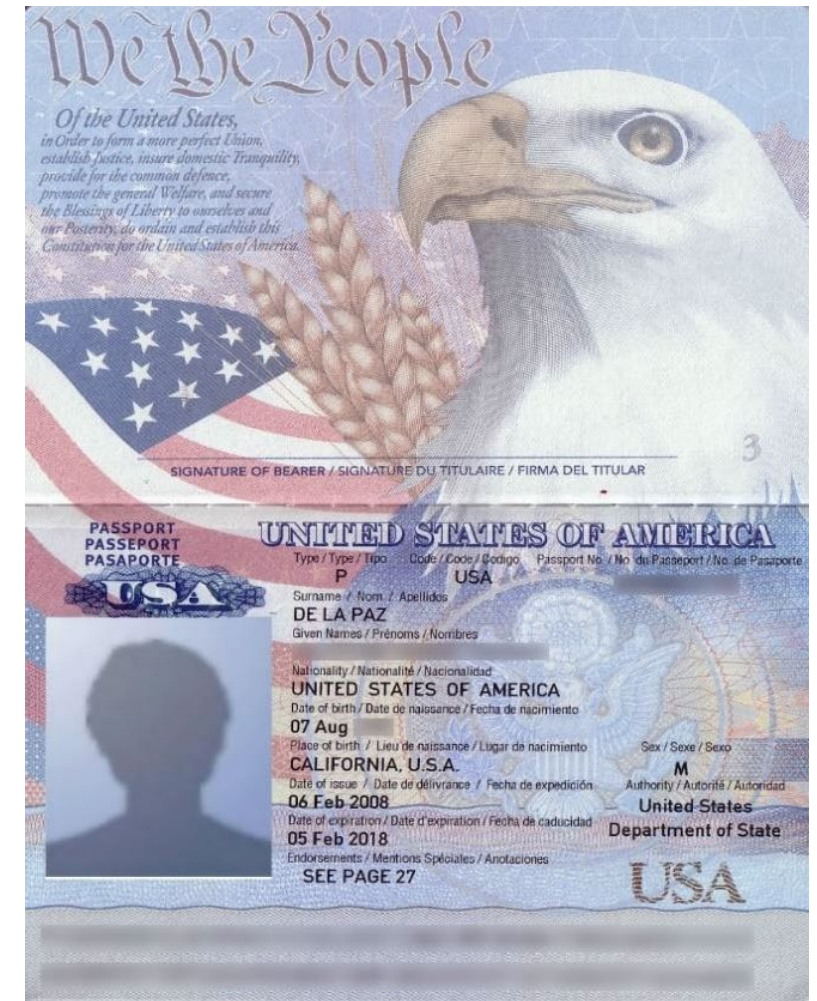 We the People
Of the United States,
in Order to form a more perfect Union,
establish Justice, insure domestic Tranquility,
provide for the common defence,
promote the general Welfare, and secure
the Blessings of Liberty to ourselves and
our Posterity, do ordain and establish this
Constitution for the United States of America.
3
SIGNATURE OF BEARER / SIGNATURE DU TITULAIRE / FIRMA DEL TITULAR
PASSPORT
PASSEPORT
PASAPORTE
USA
UNITED STATES OF AMERICA
Type / Type / Tipo Code / Code / Codigo Passport No. / No. du Passeport / No. de Pasaporte
P USA
Surname / Nom / Apellidos
DE LA PAZ
Given Names / Prénoms / Nombres
Nationality / Nationalité / Nacionalidad
UNITED STATES OF AMERICA
Date of birth / Date de naissance / Fecha de nacimiento
07 Aug
Place of birth / Lieu de naissance / Lugar de nacimiento Sex / Sexe / Sexo
CALIFORNIA, U.S.A. M
Date of issue / Date de délivrance / Fecha de expedición Authority / Autorité / Autoridad
06 Feb 2008 United States
Date of expiration / Date d'expiration / Fecha de caducidad Department of State
05 Feb 2018
Endorsements / Mentions Spéciales / Anotaciones
SEE PAGE 27
USA